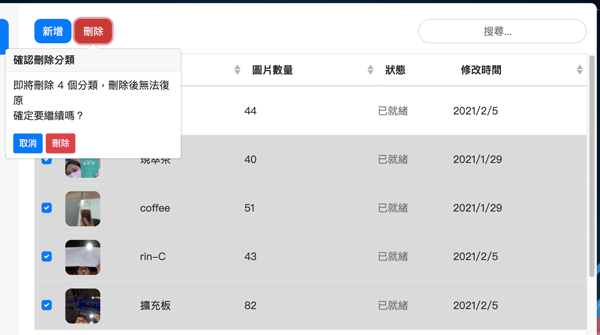 新增 刪除 搜尋...
確認刪除分類
即將刪除 4 個分類，刪除後無法復
原
確定要繼續嗎？
取消 刪除
圖片數量 狀態 修改時間
44 已就緒 2021/2/5
40 已就緒 2021/1/29
coffee 51 已就緒 2021/1/29
rin-C 43 已就緒 2021/2/5
擴充板 82 已就緒 2021/2/5